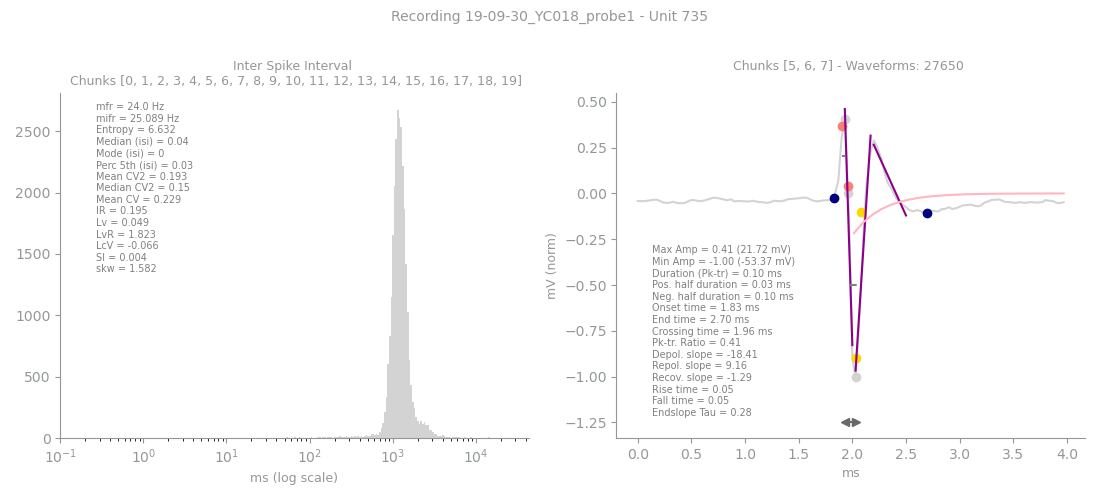 Recording 19-09-30_YC018_probe1 - Unit 735
Inter Spike Interval
Chunks [0, 1, 2, 3, 4, 5, 6, 7, 8, 9, 10, 11, 12, 13, 14, 15, 16, 17, 18, 19]
mfr = 24.0 Hz
mifr = 25.089 Hz
Entropy = 6.632
Median (isi) = 0.04
Mode (isi) = 0
Perc 5th (isi) = 0.03
Mean CV2 = 0.193
Median CV2 = 0.15
Mean CV = 0.229
IR = 0.195
Lv = 0.049
LvR = 1.823
LcV = -0.066
SI = 0.004
skw = 1.582
2500
2000
1500
1000
500
0
10⁻¹ 10⁰ 10¹ 10² 10³ 10⁴
ms (log scale)
Chunks [5, 6, 7] - Waveforms: 27650
mV (norm)
0.50
0.25
0.00
−0.25
−0.50
−0.75
−1.00
−1.25
Max Amp = 0.41 (21.72 mV)
Min Amp = -1.00 (-53.37 mV)
Duration (Pk-tr) = 0.10 ms
Pos. half duration = 0.03 ms
Neg. half duration = 0.10 ms
Onset time = 1.83 ms
End time = 2.70 ms
Crossing time = 1.96 ms
Pk-tr. Ratio = 0.41
Depol. slope = -18.41
Repol. slope = 9.16
Recov. slope = -1.29
Rise time = 0.05
Fall time = 0.05
Endslope Tau = 0.28
0.0 0.5 1.0 1.5 2.0 2.5 3.0 3.5 4.0
ms